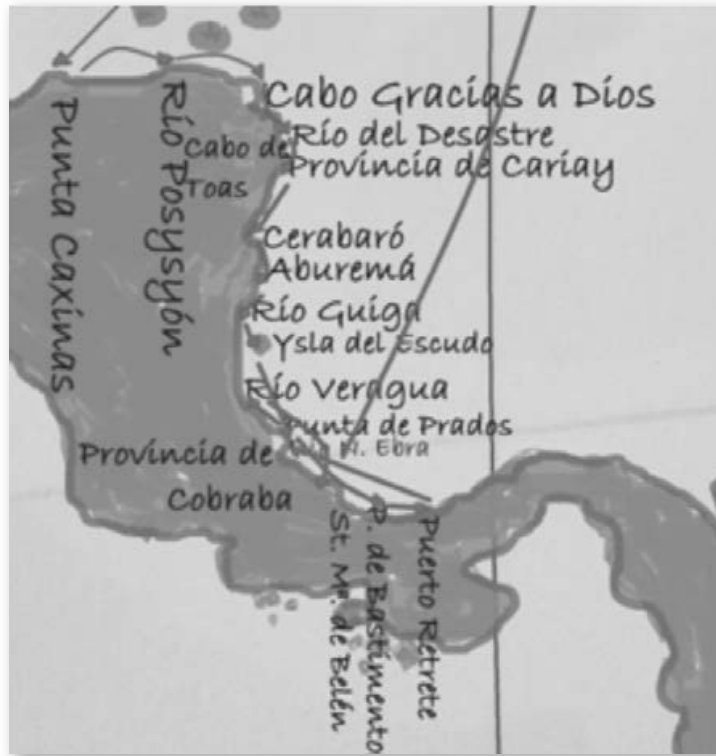 Cabo Gracias a Dios
Río del Desastre
Cabo de
Toas
Provincia de Cariay
Cerabaró
Aburemá
Río Guiga
Ysla del Escudo
Río Veragua
Punta de Prados
N. Ebra
Provincia de
Cobraba
Punta Caxinas
Río Posysyón
St. Mª. de Belén
P. de Bastimento
Puerto Retrete